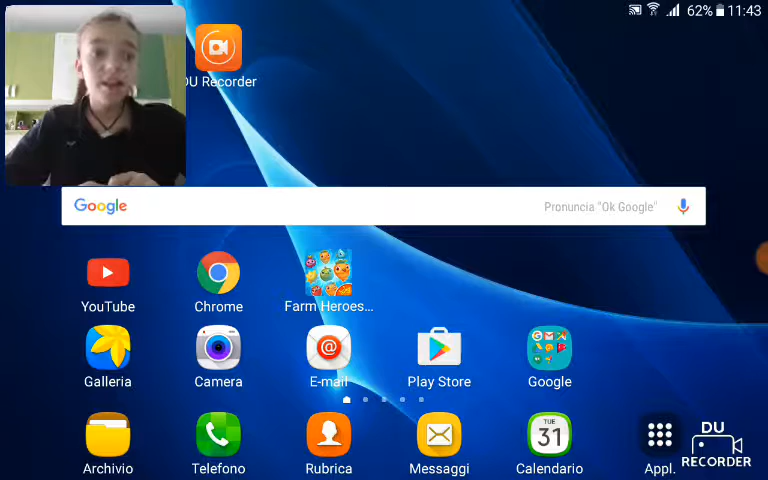 62% 11:43
DU Recorder
Google Pronuncia "Ok Google"
YouTube Chrome Farm Heroes...
Galleria Camera E-mail Play Store Google
TUE
31
Archivio Telefono Rubrica Messaggi Calendario Appl.
DU
RECORDER